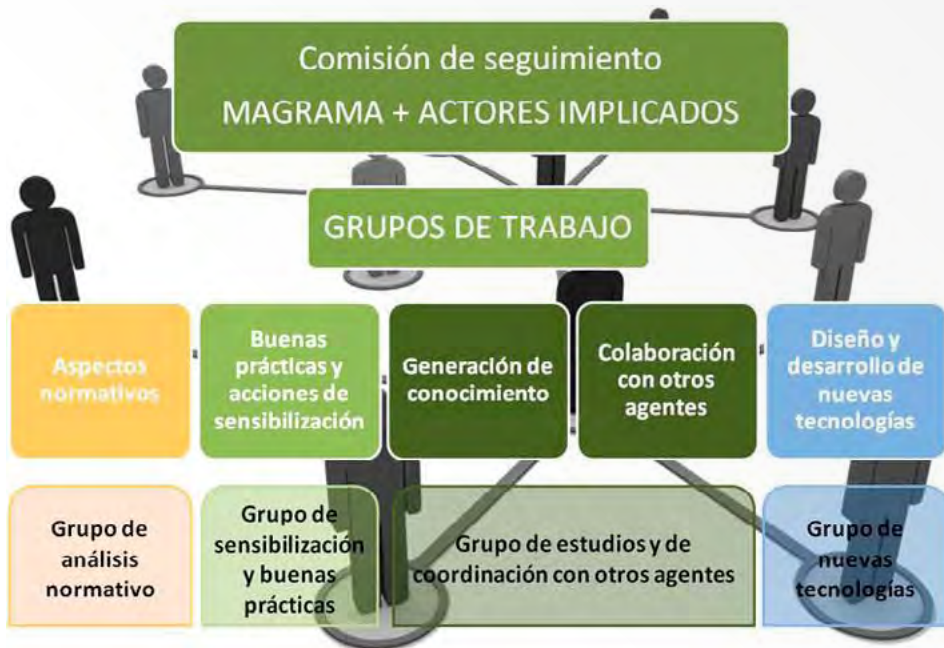 Comisión de seguimiento
MAGRAMA + ACTORES IMPLICADOS
GRUPOS DE TRABAJO
Aspectos
normativos
Buenas
prácticas y
acciones de
sensibilización
Generación de
conocimiento
Colaboración
con otros
agentes
Diseño y
desarrollo de
nuevas
tecnologías
Grupo de
análisis
normativo
Grupo de
sensibilización
y buenas
prácticas
Grupo de estudios y de
coordinación con otros agentes
Grupo de
nuevas
tecnologías